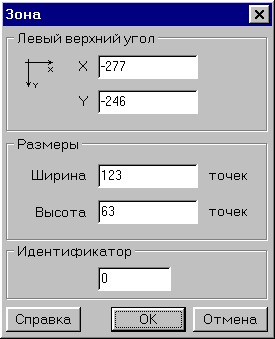 Зона
Левый верхний угол
X -277
X
Y
Y -246
Размеры
Ширина 123 точек
Высота 63 точек
Идентификатор
0
Справка OK Отмена